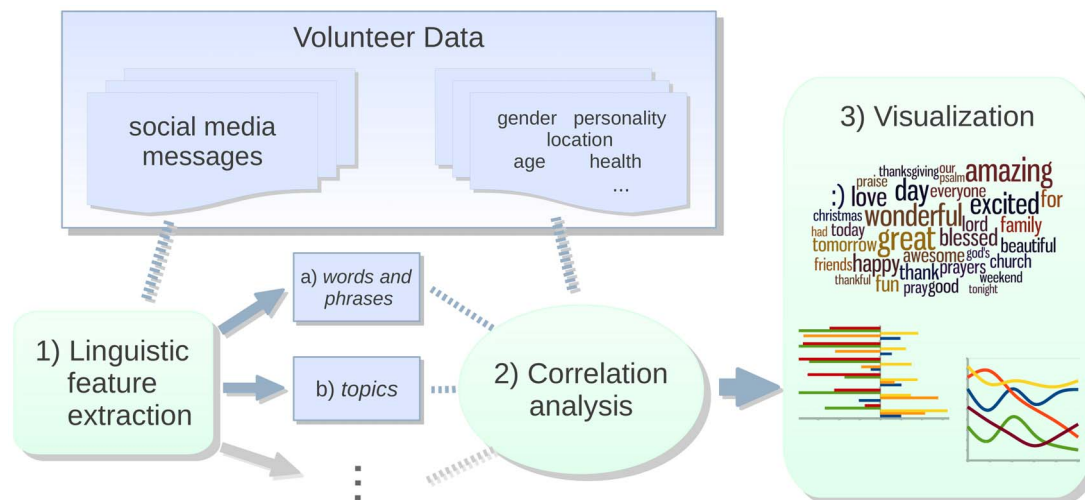 Volunteer Data
social media
messages
gender personality
location
age health
...
1) Linguistic
feature
extraction
a) words and
phrases
b) topics
2) Correlation
analysis
3) Visualization
thanksgiving our amazing
praise psalm
:) love day everyone excited for
christmas wonderful lord family
had today great blessed beautiful
tomorrow awesome god's church
friends happy thank prayers weekend
thankful fun pray good tonight